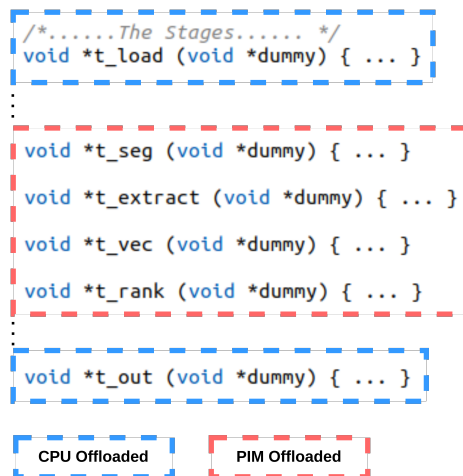 /*......The Stages...... */
void *t_load (void *dummy) { ... }
void *t_seg (void *dummy) { ... }
void *t_extract (void *dummy) { ... }
void *t_vec (void *dummy) { ... }
void *t_rank (void *dummy) { ... }
void *t_out (void *dummy) { ... }
CPU Offloaded PIM Offloaded